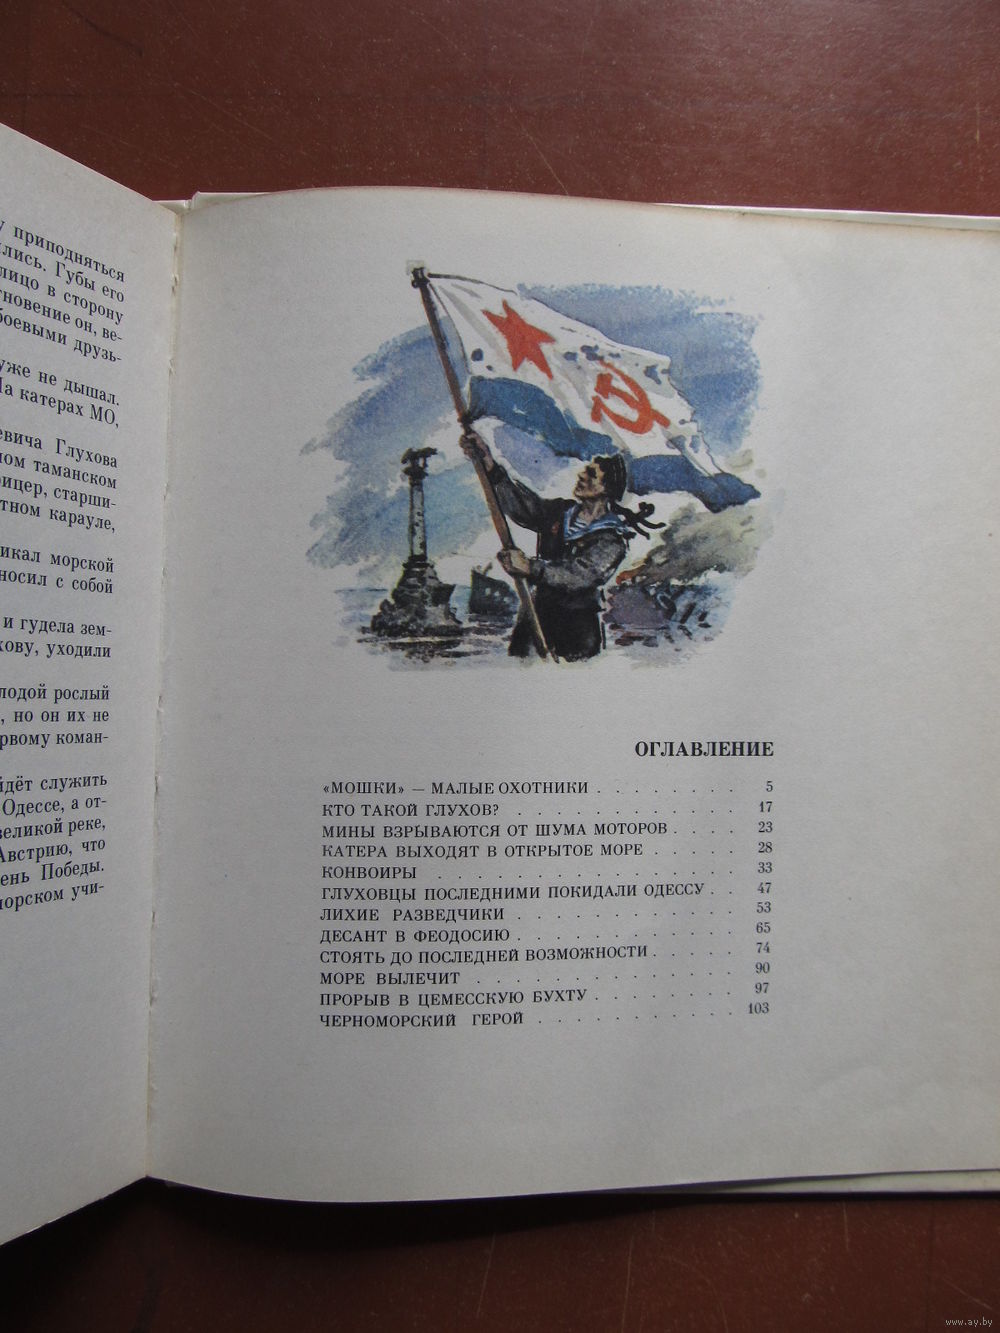 у приподняться
лись. Губы его
лицо в сторону
новение он, ве-
боевыми друзь-
уже не дышал.
На катерах МО,
евича Глухова
ном таманском
ицер, старши-
тном карауле,
икал морской
носил с собой
и гудела зем-
хову, уходили
лодой рослый
, но он их не
рвому коман-
йдёт служить
Одессе, а от-
великой реке,
Австрию, что
ень Победы.
орском учи-
ОГЛАВЛЕНИЕ
«МОШКИ» — МАЛЫЕ ОХОТНИКИ . . . . . . . . 5
КТО ТАКОЙ ГЛУХОВ? . . . . . . . . . . . 17
МИНЫ ВЗРЫВАЮТСЯ ОТ ШУМА МОТОРОВ . . . . 23
КАТЕРА ВЫХОДЯТ В ОТКРЫТОЕ МОРЕ . . . . . 28
КОНВОИРЫ . . . . . . . . . . . . . . . 33
ГЛУХОВЦЫ ПОСЛЕДНИМИ ПОКИДАЛИ ОДЕССУ . . 47
ЛИХИЕ РАЗВЕДЧИКИ . . . . . . . . . . . 53
ДЕСАНТ В ФЕОДОСИЮ . . . . . . . . . . . 65
СТОЯТЬ ДО ПОСЛЕДНЕЙ ВОЗМОЖНОСТИ . . . . . 74
МОРЕ ВЫЛЕЧИТ . . . . . . . . . . . . . 90
ПРОРЫВ В ЦЕМЕССКУЮ БУХТУ . . . . . . . . 97
ЧЕРНОМОРСКИЙ ГЕРОЙ . . . . . . . . . . 103
www.ay.by